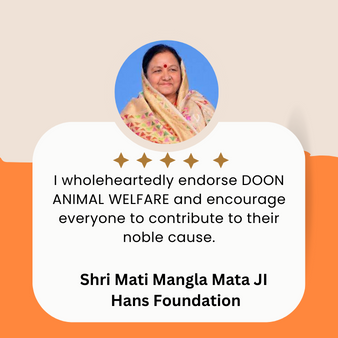 I wholeheartedly endorse DOON
ANIMAL WELFARE and encourage
everyone to contribute to their
noble cause.
Shri Mati Mangla Mata JI
Hans Foundation